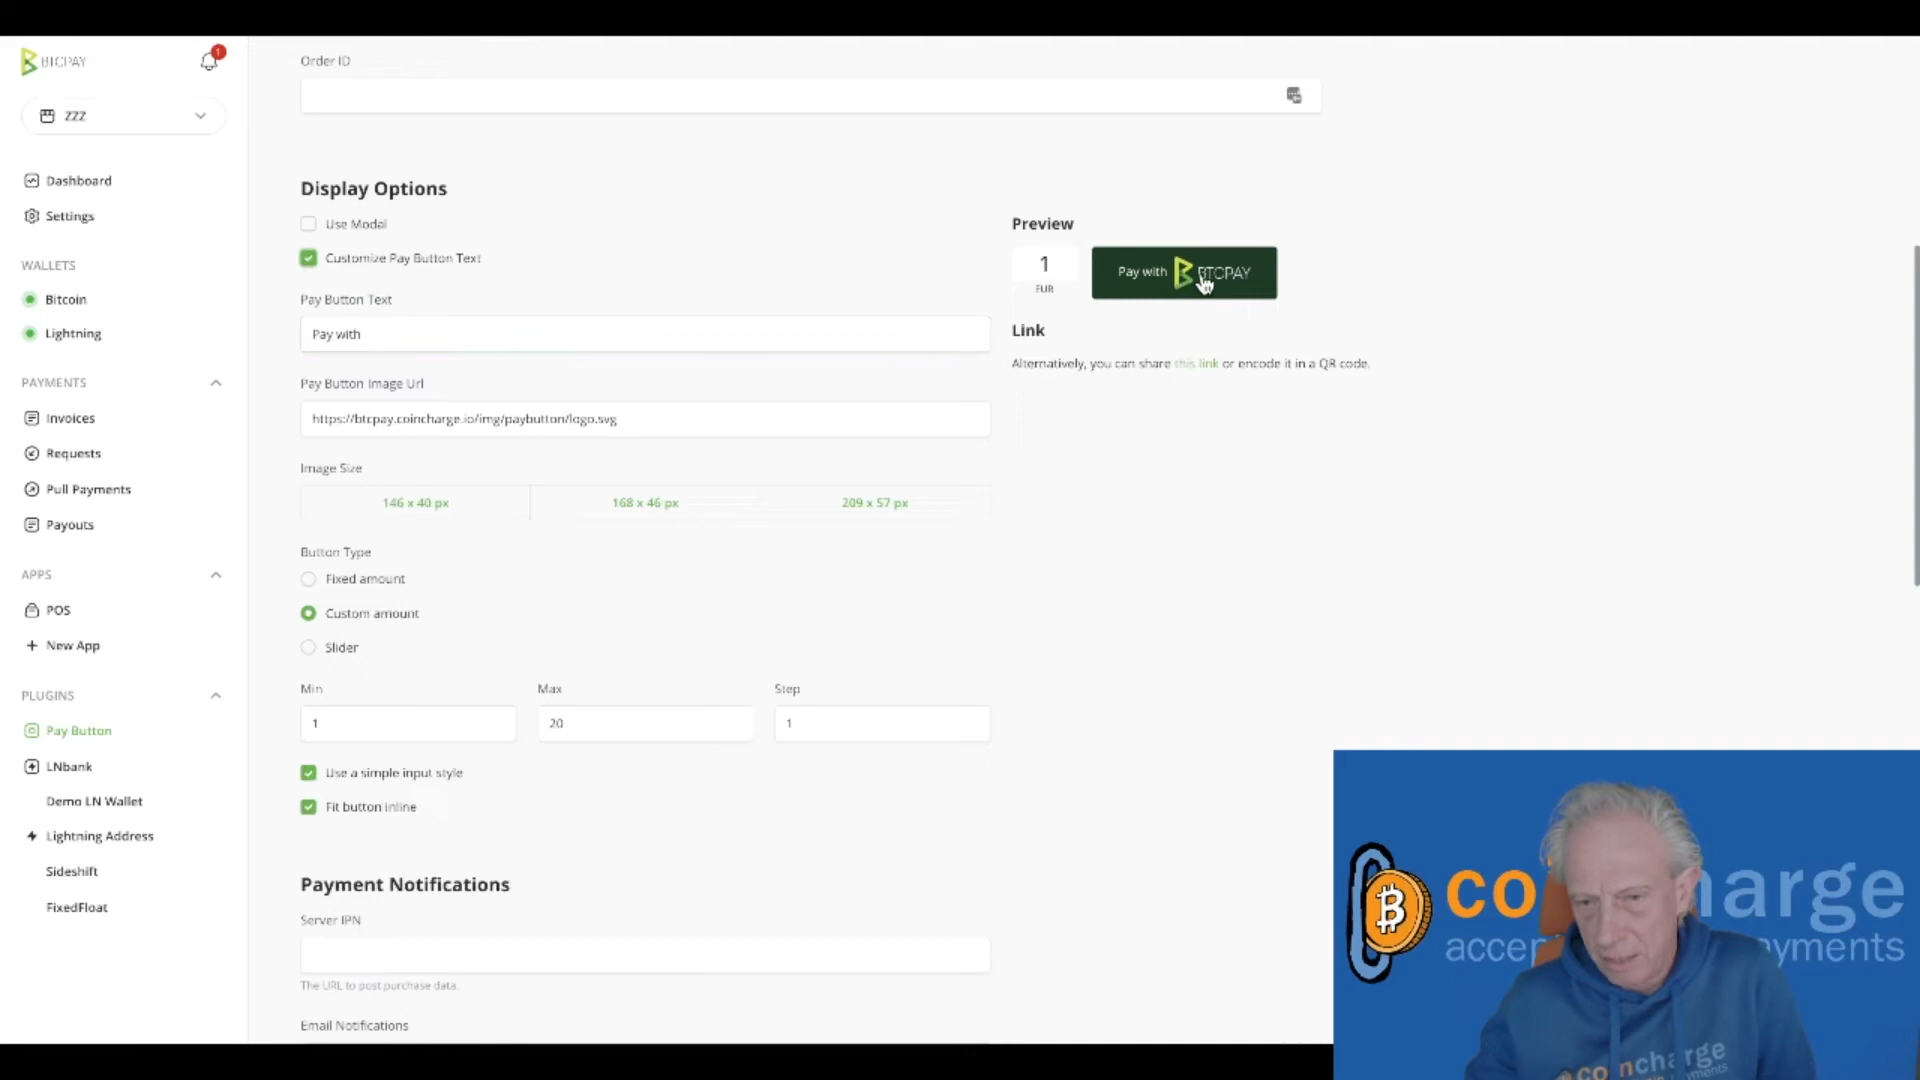 BTCPAY
1
ZZZ
Dashboard
Settings
WALLETS
Bitcoin
Lightning
PAYMENTS
Invoices
Requests
Pull Payments
Payouts
APPS
POS
New App
PLUGINS
Pay Button
LNbank
Demo LN Wallet
Lightning Address
Sideshift
FixedFloat
Order ID
Display Options
Use Modal
Customize Pay Button Text
Pay Button Text
Pay with
Pay Button Image Url
https://btcpay.coincharge.io/img/paybutton/logo.svg
Image Size
146 x 40 px 168 x 46 px 209 x 57 px
Button Type
Fixed amount
Custom amount
Slider
Min Max Step
1 20 1
Use a simple input style
Fit button inline
Payment Notifications
Server IPN
The URL to post purchase data.
Email Notifications
Preview
1
EUR
Pay with BTCPAY
Link
Alternatively, you can share this link or encode it in a QR code.
co harge
accep yments
coincharge
yments